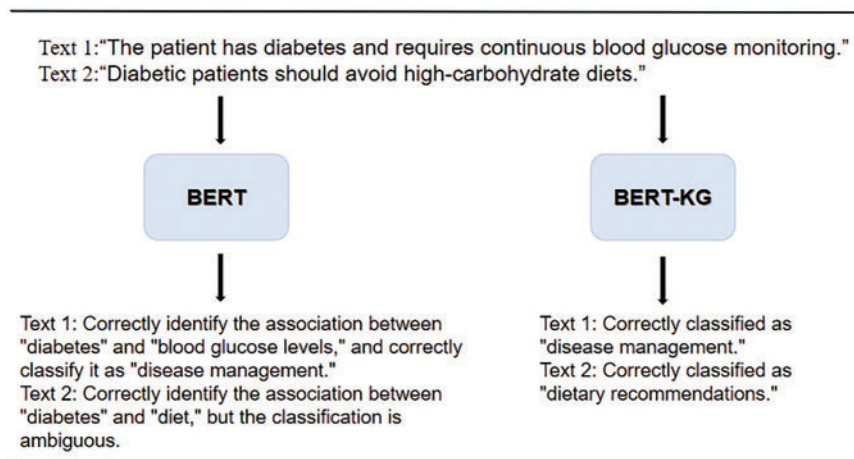 Text 1:“The patient has diabetes and requires continuous blood glucose monitoring.”
Text 2:“Diabetic patients should avoid high-carbohydrate diets.”
BERT
BERT-KG
Text 1: Correctly identify the association between
"diabetes" and "blood glucose levels," and correctly
classify it as "disease management."
Text 2: Correctly identify the association between
"diabetes" and "diet," but the classification is
ambiguous.
Text 1: Correctly classified as
"disease management."
Text 2: Correctly classified as
"dietary recommendations."